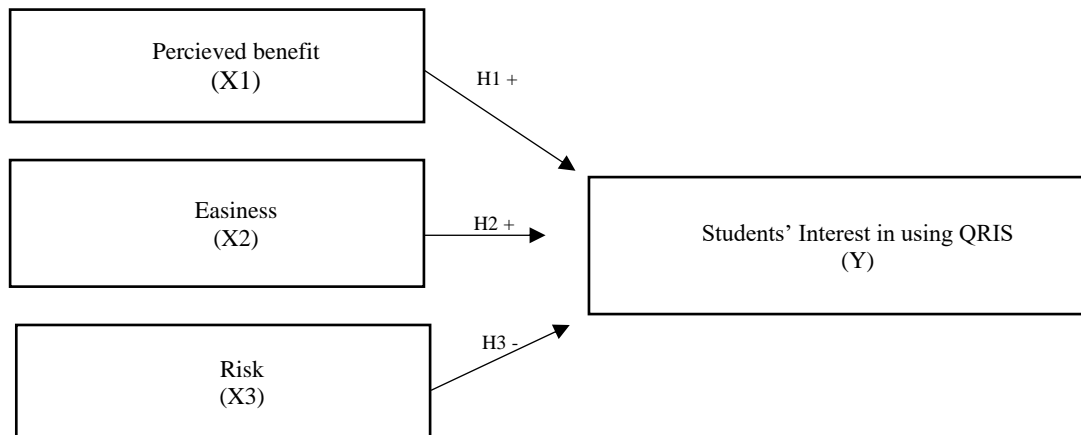 Percieved benefit
(X1)
H1 +
Easiness
(X2)
H2 +
Students’ Interest in using QRIS
(Y)
H3 -
Risk
(X3)